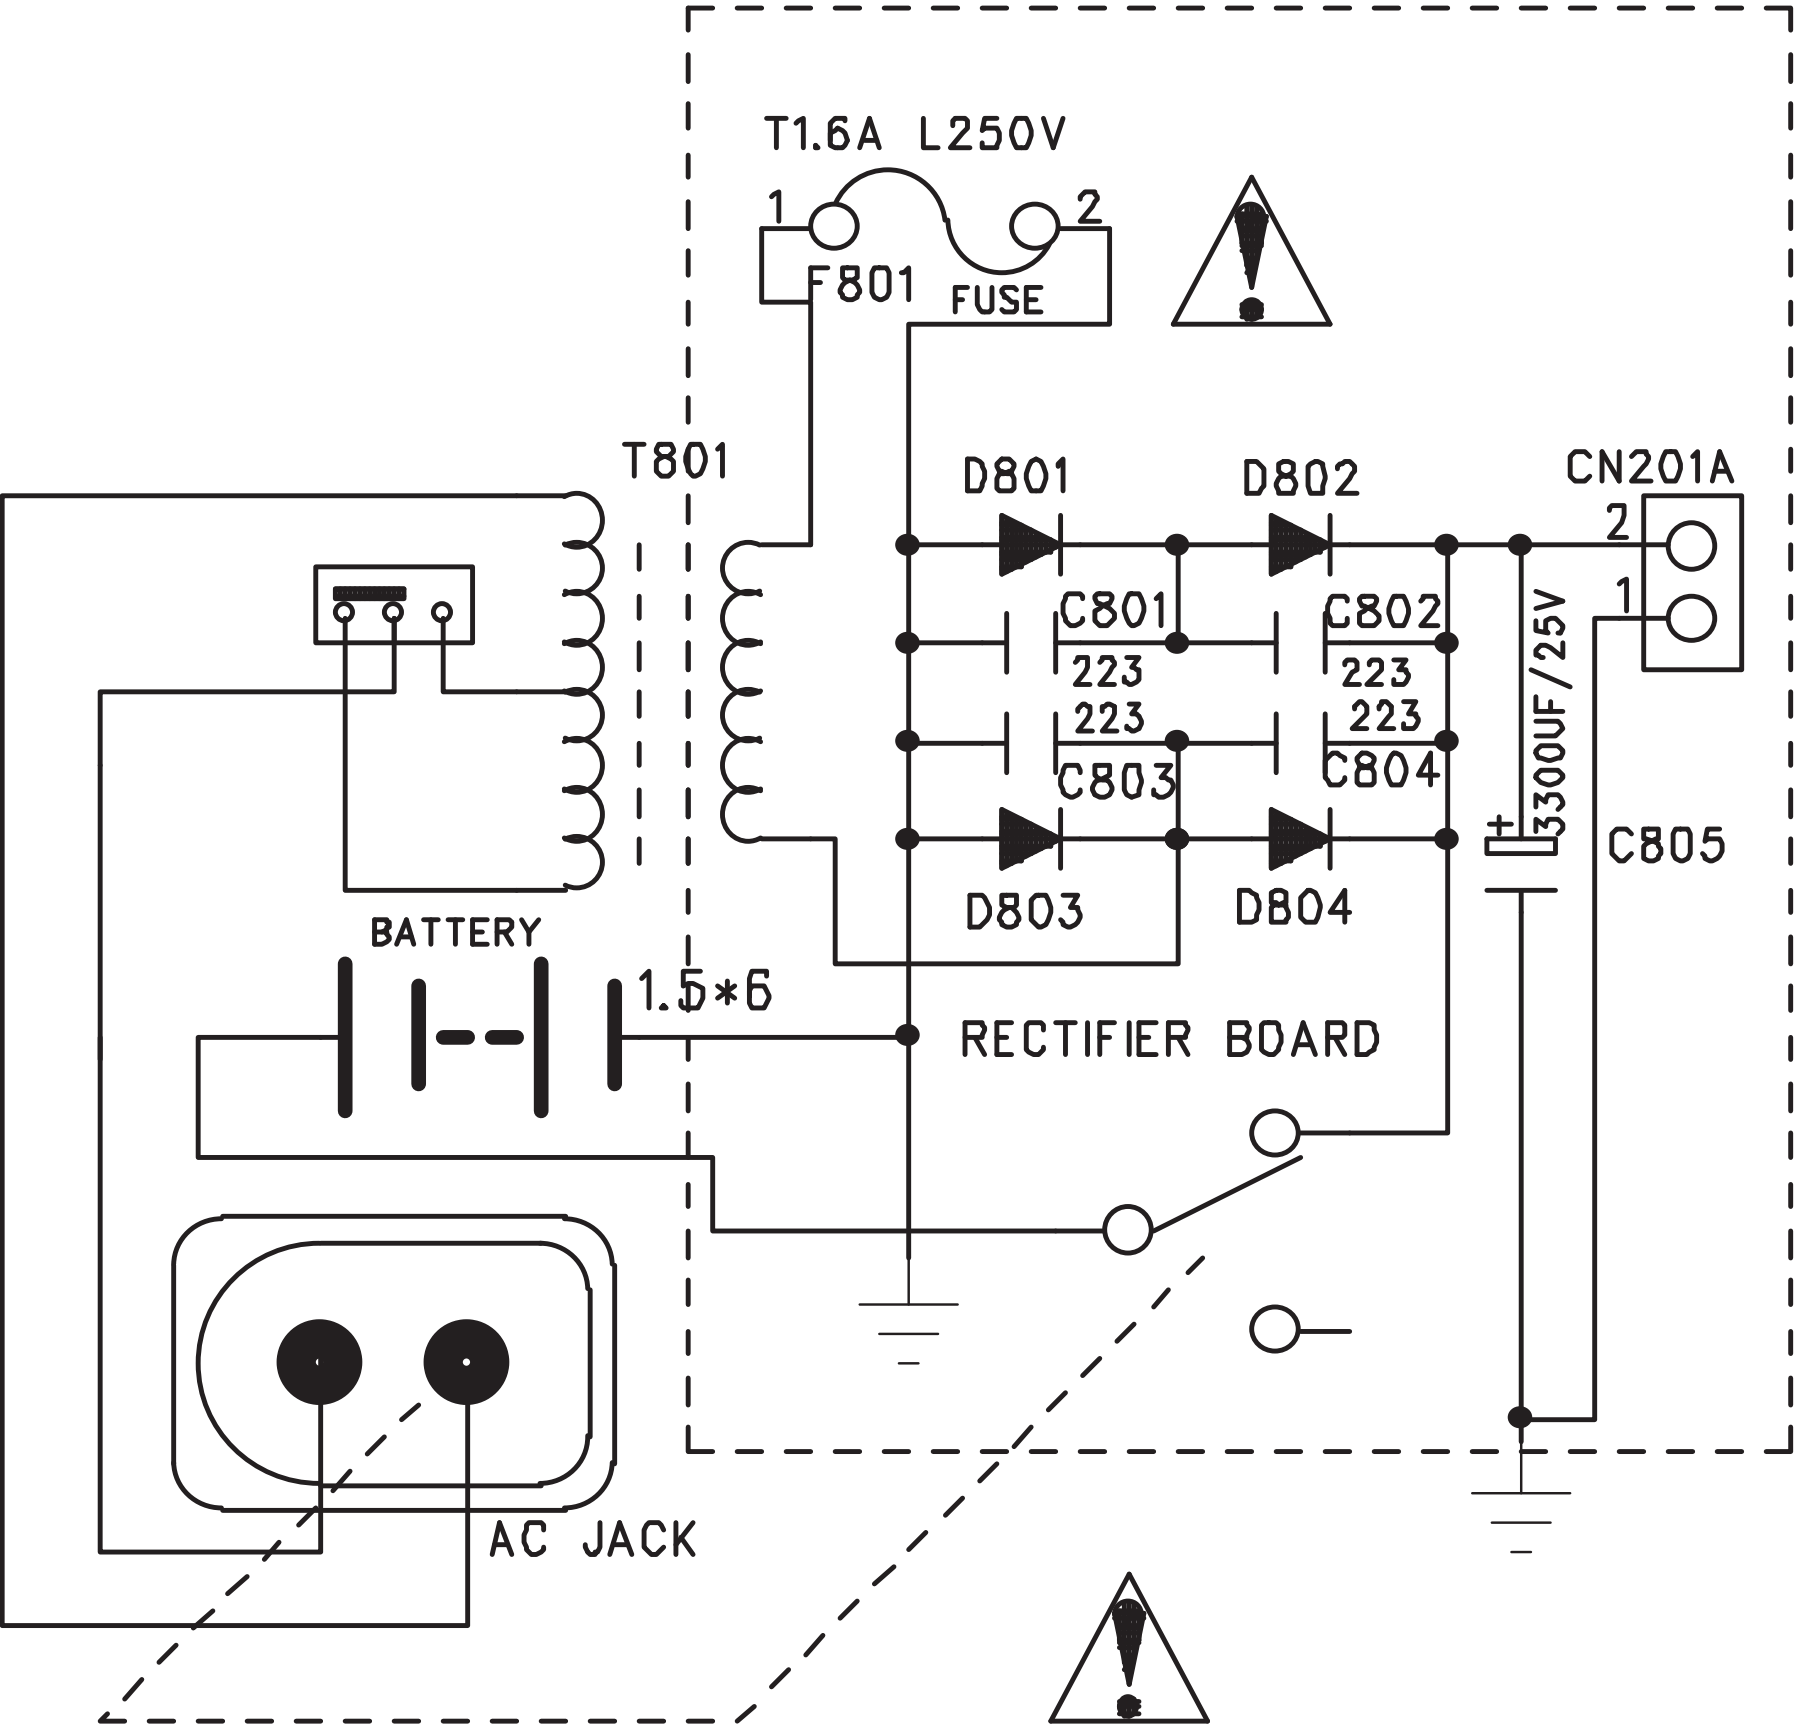 T1.6A L250V
1
2
F801
FUSE
T801
D801
D802
CN201A
2
1
C801
C802
223
223
223
223
C803
C804
3300UF/25V
+
C805
D803
D804
BATTERY
1.5*6
RECTIFIER BOARD
AC JACK